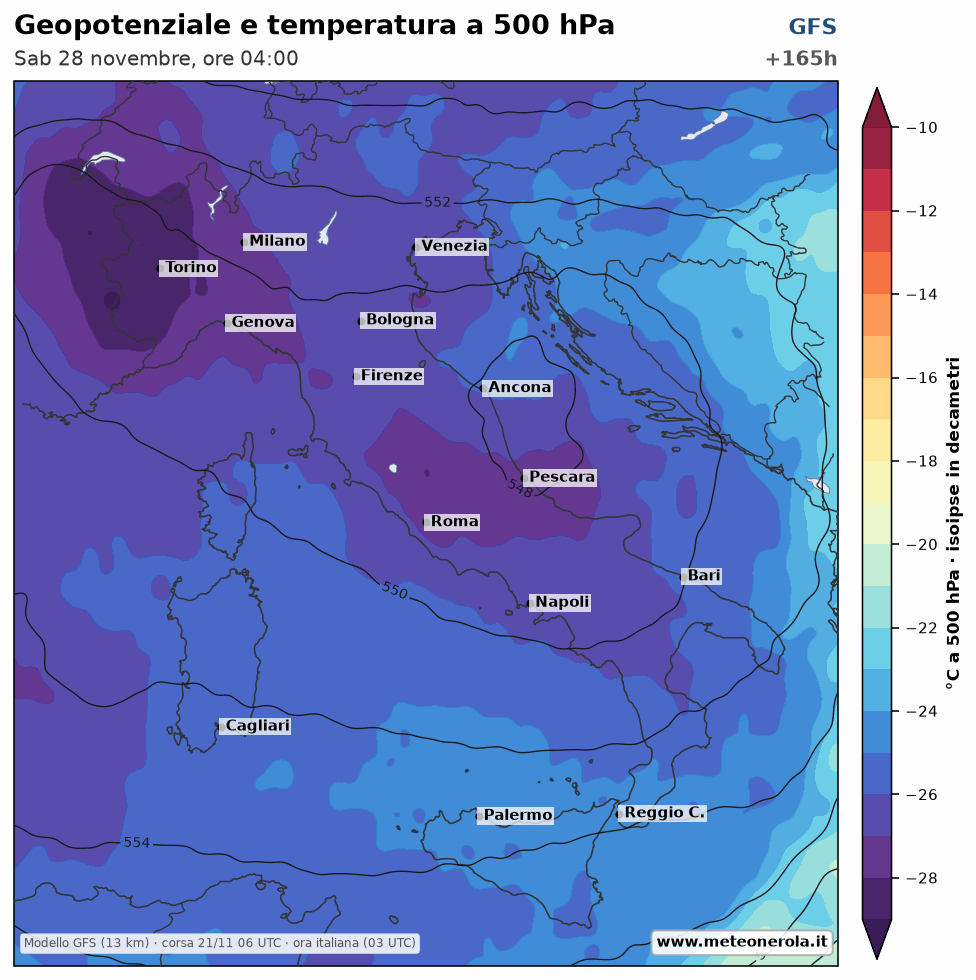 Geopotenziale e temperatura a 500 hPa
GFS
Sab 28 novembre, ore 04:00
+165h
552
Milano
Venezia
Torino
Genova
Bologna
Firenze
Ancona
Pescara
548
Roma
Bari
550
Napoli
Cagliari
Palermo
Reggio C.
554
Modello GFS (13 km) · corsa 21/11 06 UTC · ora italiana (03 UTC)
www.meteonerola.it
−10
−12
−14
−16
−18
−20
−22
−24
−26
−28
°C a 500 hPa · isoipse in decametri